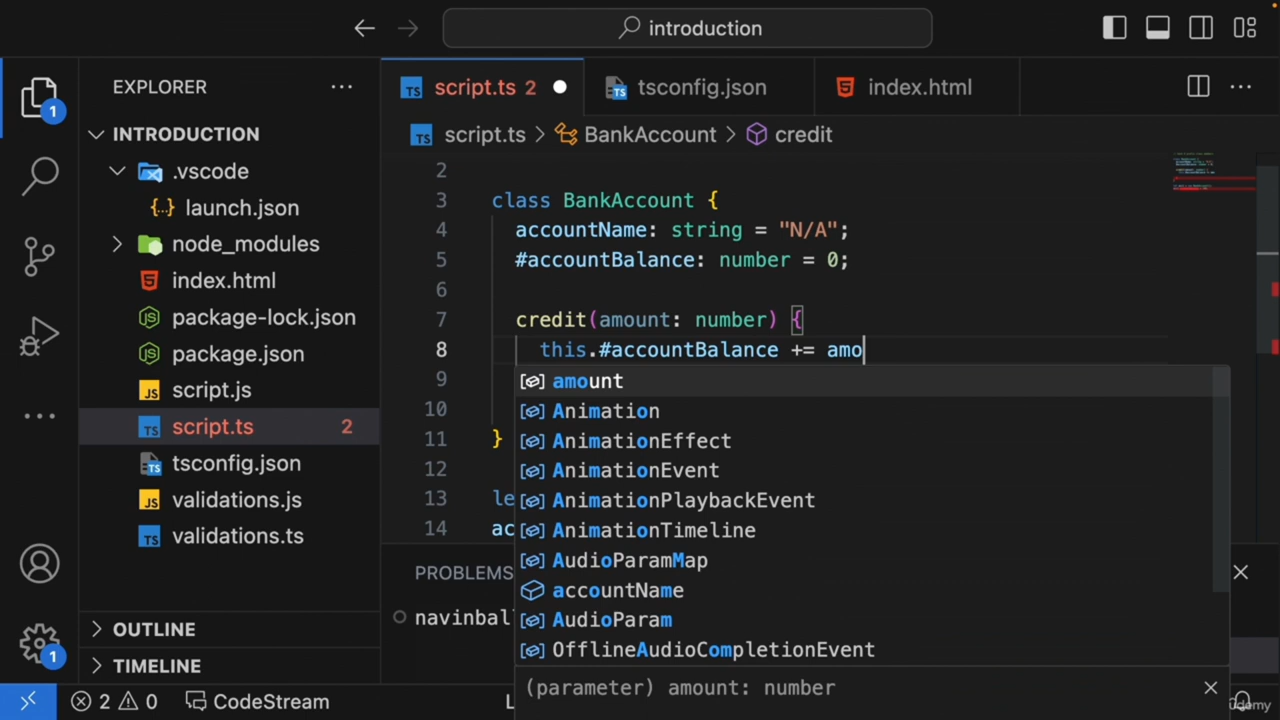 introduction
EXPLORER
script.ts 2
tsconfig.json
index.html
1
INTRODUCTION
script.ts > BankAccount > credit
.vscode
launch.json
node_modules
index.html
package-lock.json
package.json
script.js
script.ts 2
tsconfig.json
validations.js
validations.ts
OUTLINE
TIMELINE
1
2
3 class BankAccount {
4 accountName: string = "N/A";
5 #accountBalance: number = 0;
6
7 credit(amount: number) {
8 this.#accountBalance += amo
9
10
11 }
12
13 le
14 ac
amount
Animation
AnimationEffect
AnimationEvent
AnimationPlaybackEvent
AnimationTimeline
AudioParamMap
accountName
AudioParam
OfflineAudioCompletionEvent
(parameter) amount: number
PROBLEMS
navinbal
2 0 CodeStream L
udemy